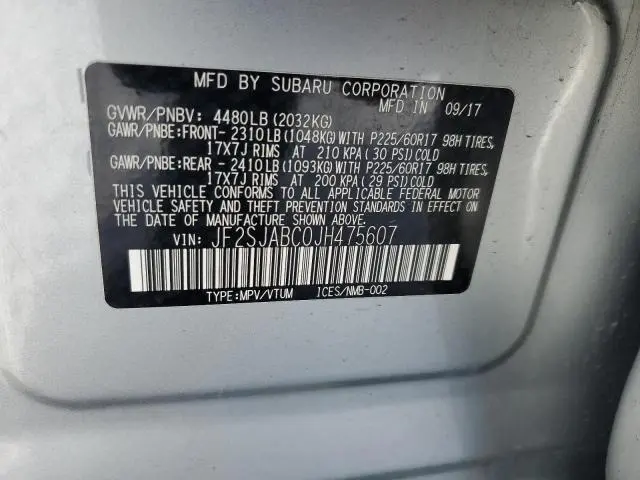 MFD BY SUBARU CORPORATION
MFD IN 09/17
GVWR/PNBV: 4480LB(2032KG)
GAWR/PNBE:FRONT- 2310LB(1048KG)WITH P225/60R17 98H TIRES,
17X7J RIMS AT 210 KPA(30 PSI)COLD
GAWR/PNBE:REAR - 2410LB(1093KG)WITH P225/60R17 98H TIRES,
17X7J RIMS AT 200 KPA(29 PSI)COLD
THIS VEHICLE CONFORMS TO ALL APPLICABLE FEDERAL MOTOR
VEHICLE SAFETY AND THEFT PREVENTION STANDARDS IN EFFECT
ON THE DATE OF MANUFACTURE SHOWN ABOVE.
VIN: JF2SJABC0JH475607
TYPE:MPV/VTUM ICES/NMB-002